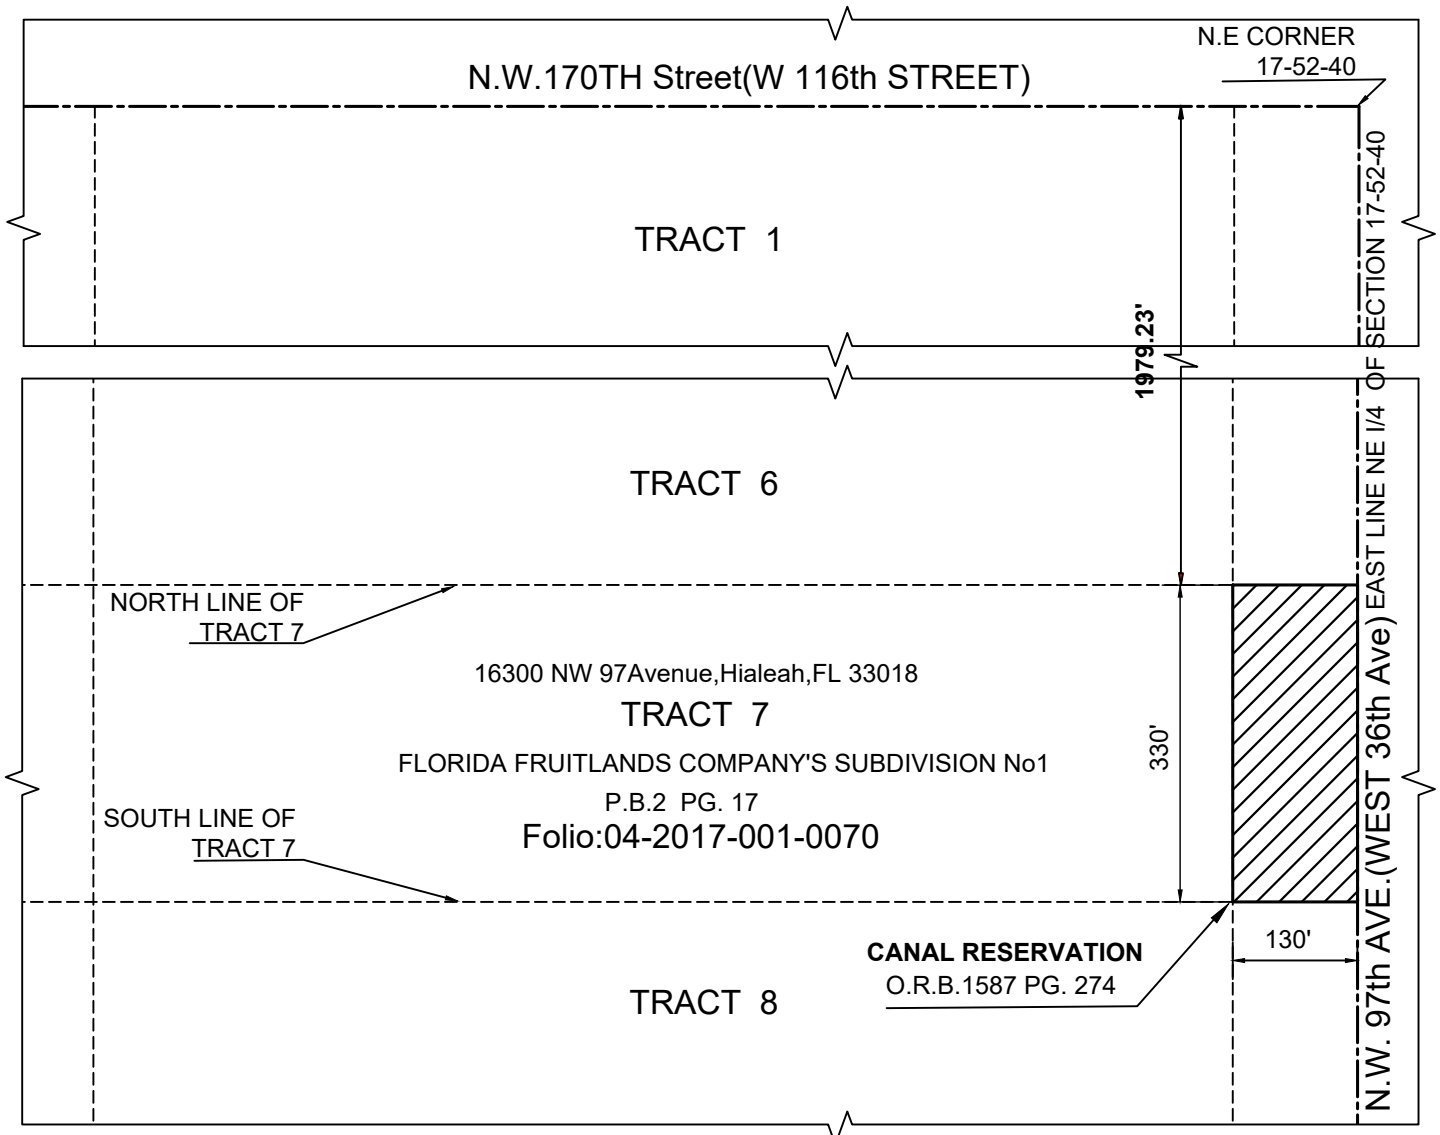 N.E CORNER
17-52-40
N.W.170TH Street(W 116th STREET)
TRACT 1
1979.23'
EAST LINE NE I/4 OF SECTION 17-52-40
TRACT 6
NORTH LINE OF
TRACT 7
16300 NW 97Avenue,Hialeah,FL 33018
TRACT 7
FLORIDA FRUITLANDS COMPANY'S SUBDIVISION No1
P.B.2 PG. 17
Folio:04-2017-001-0070
330'
SOUTH LINE OF
TRACT 7
N.W. 97th AVE.(WEST 36th Ave)
CANAL RESERVATION
O.R.B.1587 PG. 274
130'
TRACT 8